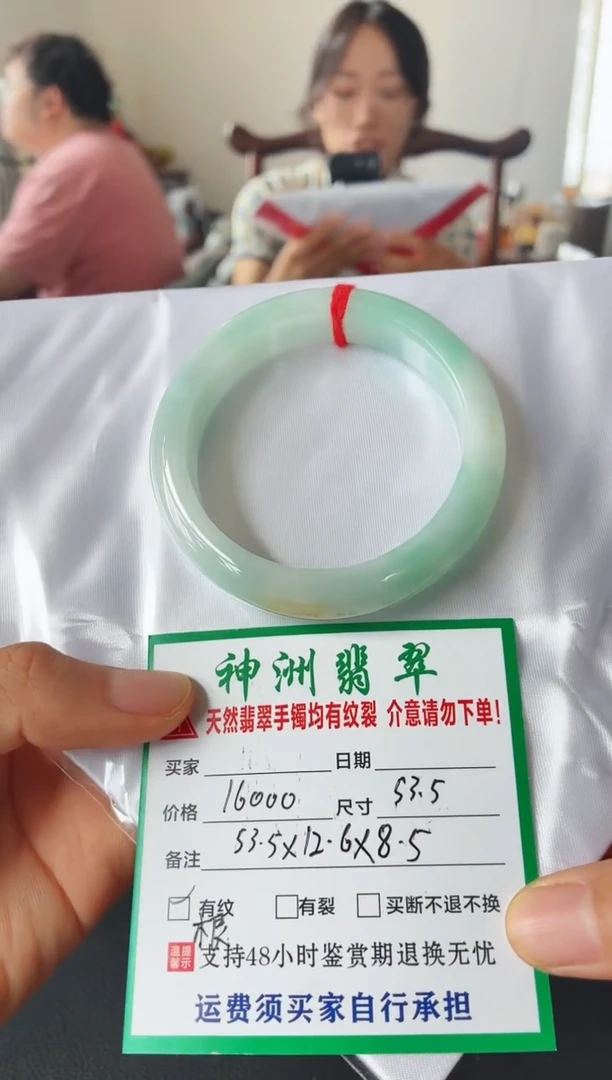 神洲翡翠
天然翡翠手镯均有纹裂 介意请勿下单!
买家 日期
价格 16000 尺寸 53.5
备注 53.5X12.6X8.5
有纹 有裂 买断不退不换
根
温馨提示 支持48小时鉴赏期退换无忧
运费须买家自行承担